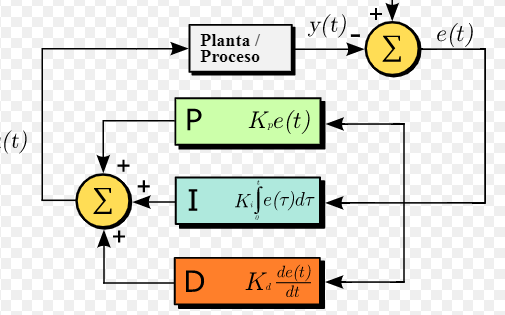 y(t)
+
-
Σ
e(t)
Planta /
Proceso
(t)
P K_p e(t)
+
Σ
+
I K_i ∫_0^t e(τ)dτ
+
D K_d de(t)/dt